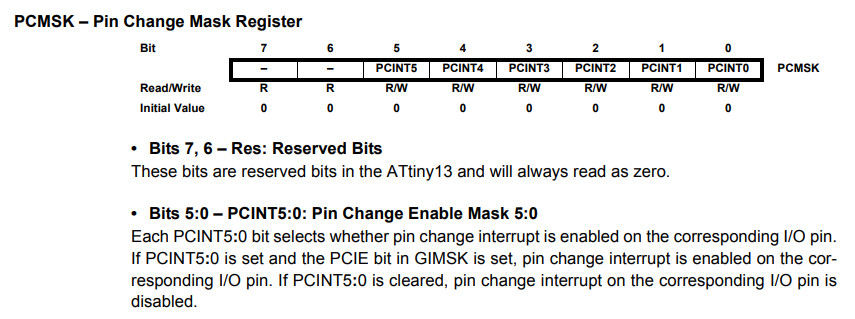 PCMSK – Pin Change Mask Register
Bit 7 6 5 4 3 2 1 0
– – PCINT5 PCINT4 PCINT3 PCINT2 PCINT1 PCINT0 PCMSK
Read/Write R R R/W R/W R/W R/W R/W R/W
Initial Value 0 0 0 0 0 0 0 0
• Bits 7, 6 – Res: Reserved Bits
These bits are reserved bits in the ATtiny13 and will always read as zero.
• Bits 5:0 – PCINT5:0: Pin Change Enable Mask 5:0
Each PCINT5:0 bit selects whether pin change interrupt is enabled on the corresponding I/O pin.
If PCINT5:0 is set and the PCIE bit in GIMSK is set, pin change interrupt is enabled on the cor-
responding I/O pin. If PCINT5:0 is cleared, pin change interrupt on the corresponding I/O pin is
disabled.